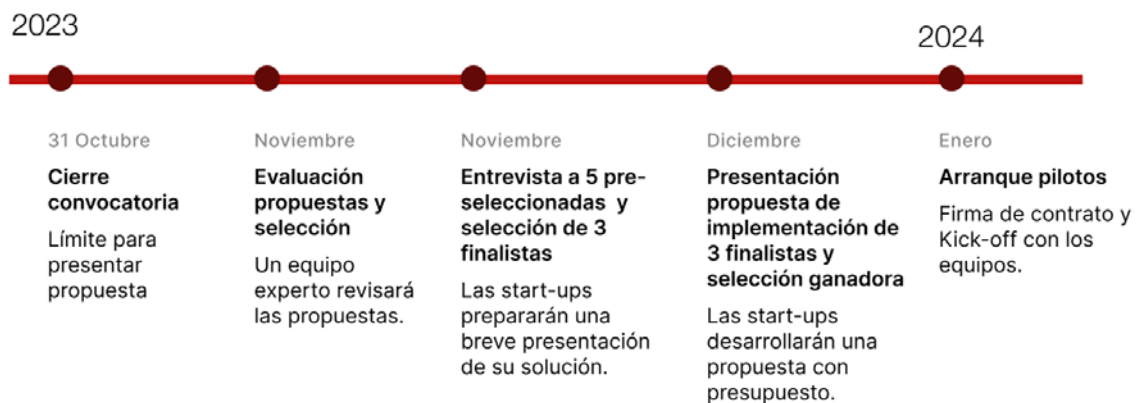 2023
2024
31 Octubre
Cierre
convocatoria
Límite para
presentar
propuesta
Noviembre
Evaluación
propuestas y
selección
Un equipo
experto revisará
las propuestas.
Noviembre
Entrevista a 5 pre-
seleccionadas y
selección de 3
finalistas
Las start-ups
prepararán una
breve presentación
de su solución.
Diciembre
Presentación
propuesta de
implementación de
3 finalistas y
selección ganadora
Las start-ups
desarrollarán una
propuesta con
presupuesto.
Enero
Arranque pilotos
Firma de contrato y
Kick-off con los
equipos.